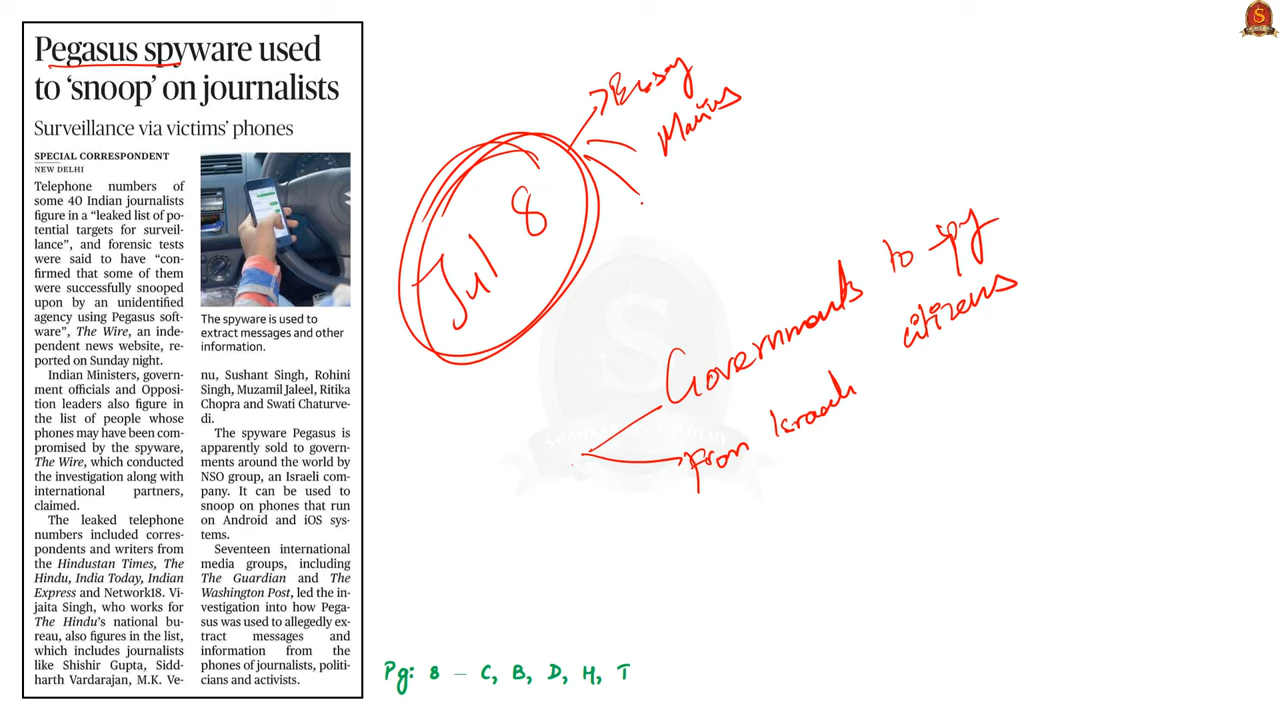 Pegasus spyware used
to ‘snoop’ on journalists
Surveillance via victims’ phones
SPECIAL CORRESPONDENT
NEW DELHI
Telephone numbers of
some 40 Indian journalists
figure in a “leaked list of po-
tential targets for surveil-
lance”, and forensic tests
were said to have “con-
firmed that some of them
were successfully snooped
upon by an unidentified
agency using Pegasus soft-
ware”, The Wire, an inde-
pendent news website, re-
ported on Sunday night.
Indian Ministers, govern-
ment officials and Opposi-
tion leaders also figure in
the list of people whose
phones may have been com-
promised by the spyware,
The Wire, which conducted
the investigation along with
international partners,
claimed.
The leaked telephone
numbers included corres-
pondents and writers from
the Hindustan Times, The
Hindu, India Today, Indian
Express and Network18. Vi-
jaita Singh, who works for
The Hindu’s national bu-
reau, also figures in the list,
which includes journalists
like Shishir Gupta, Sidd-
harth Vardarajan, M.K. Ve-
The spyware is used to
extract messages and other
information.
nu, Sushant Singh, Rohini
Singh, Muzamil Jaleel, Ritika
Chopra and Swati Chaturve-
di.
The spyware Pegasus is
apparently sold to govern-
ments around the world by
NSO group, an Israeli com-
pany. It can be used to
snoop on phones that run
on Android and iOS sys-
tems.
Seventeen international
media groups, including
The Guardian and The
Washington Post, led the in-
vestigation into how Pega-
sus was used to allegedly ex-
tract messages and
information from the
phones of journalists, politi-
cians and activists.
Essay
Mains
Jul 8
Governments to spy
citizens
From Israel
Pg: 8 – C, B, D, H, T